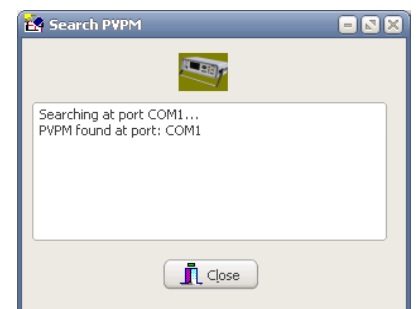 Search PVPM
Searching at port COM1...
PVPM found at port: COM1
Close